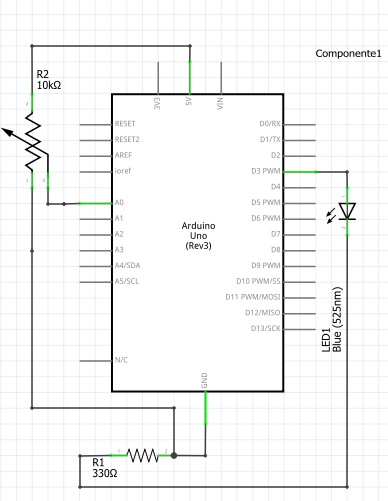 Componente1
R2
10kΩ
3V3
5V
VIN
RESET
RESET2
AREF
ioref
A0
A1
A2
A3
A4/SDA
A5/SCL
N/C
D0/RX
D1/TX
D2
D3 PWM
D4
D5 PWM
D6 PWM
D7
D8
D9 PWM
D10 PWM/SS
D11 PWM/MOSI
D12/MISO
D13/SCK
Arduino
Uno
(Rev3)
GND
LED1
Blue (525nm)
R1
330Ω